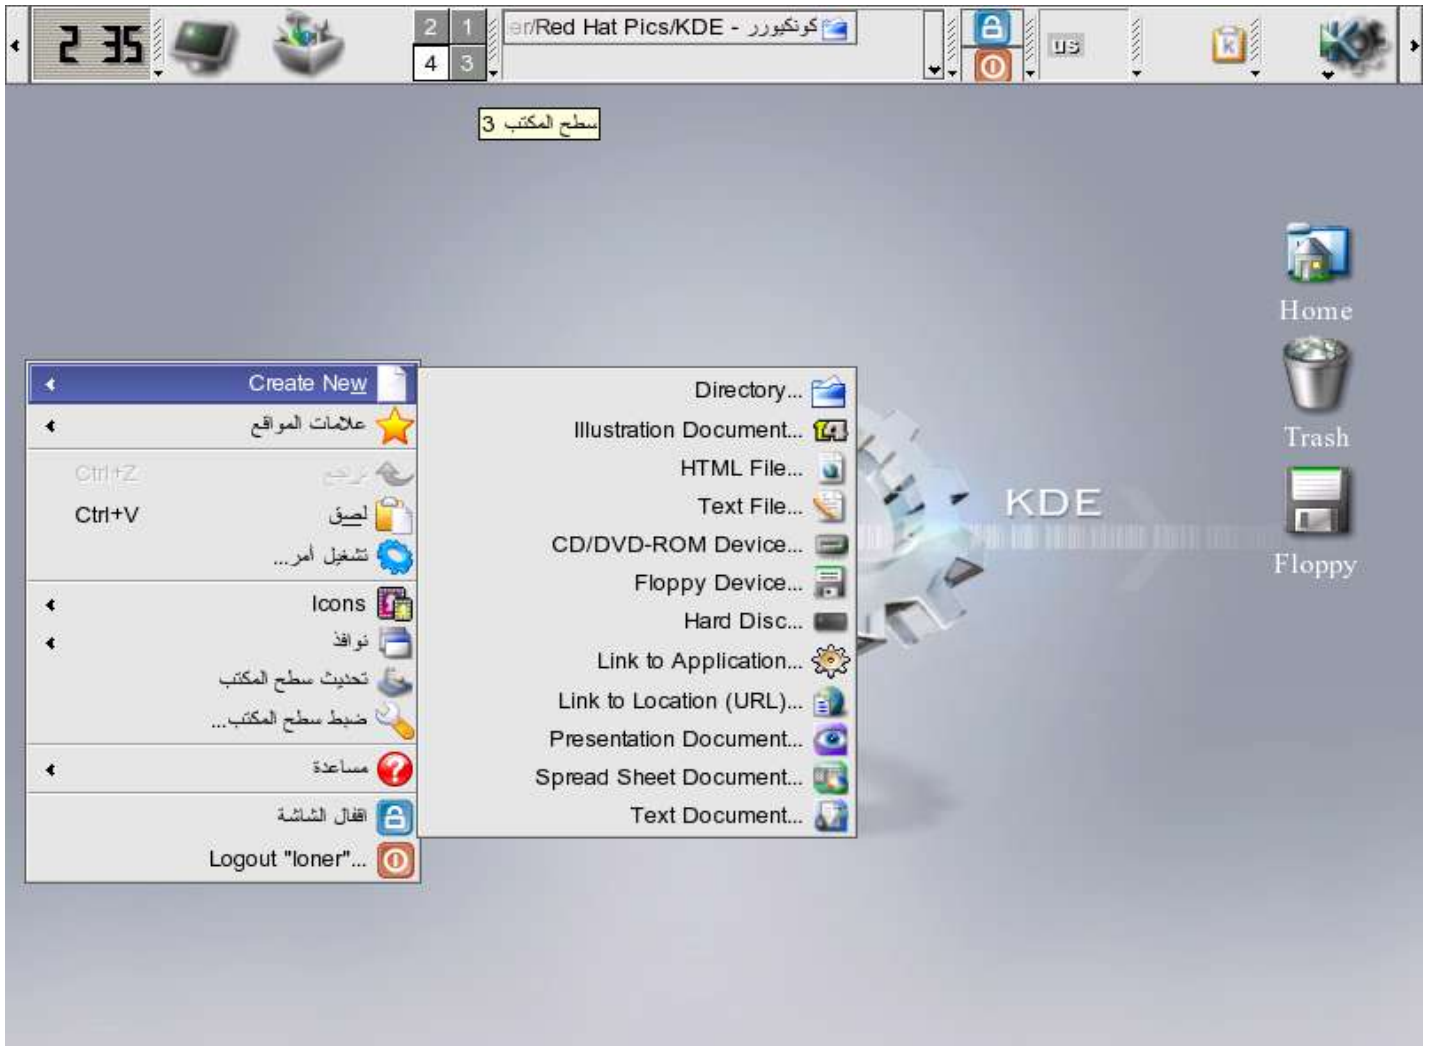 2 35
2 1
4 3
er/Red Hat Pics/KDE - كونكيورر
us
k
سطح المكتب 3
Home
Trash
Floppy
KDE
Create New
علامات المواقع
تراجع Ctrl+Z
لصق Ctrl+V
تشغيل أمر...
Icons
نوافذ
تحديث سطح المكتب
ضبط سطح المكتب...
مساعدة
اقفال الشاشة
Logout "loner"...
Directory...
Illustration Document...
HTML File...
Text File...
CD/DVD-ROM Device...
Floppy Device...
Hard Disc...
Link to Application...
Link to Location (URL)...
Presentation Document...
Spread Sheet Document...
Text Document...